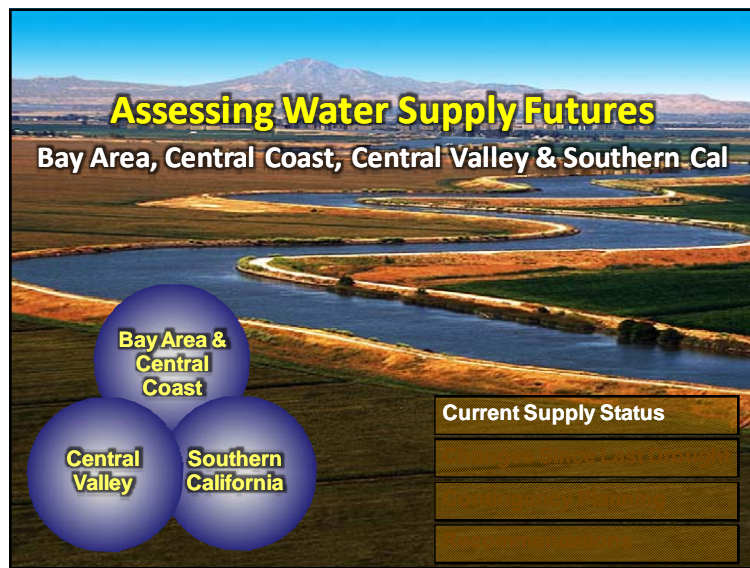 Assessing Water Supply Futures
Bay Area, Central Coast, Central Valley & Southern Cal
Bay Area &
Central
Coast
Central
Valley
Southern
California
Current Supply Status